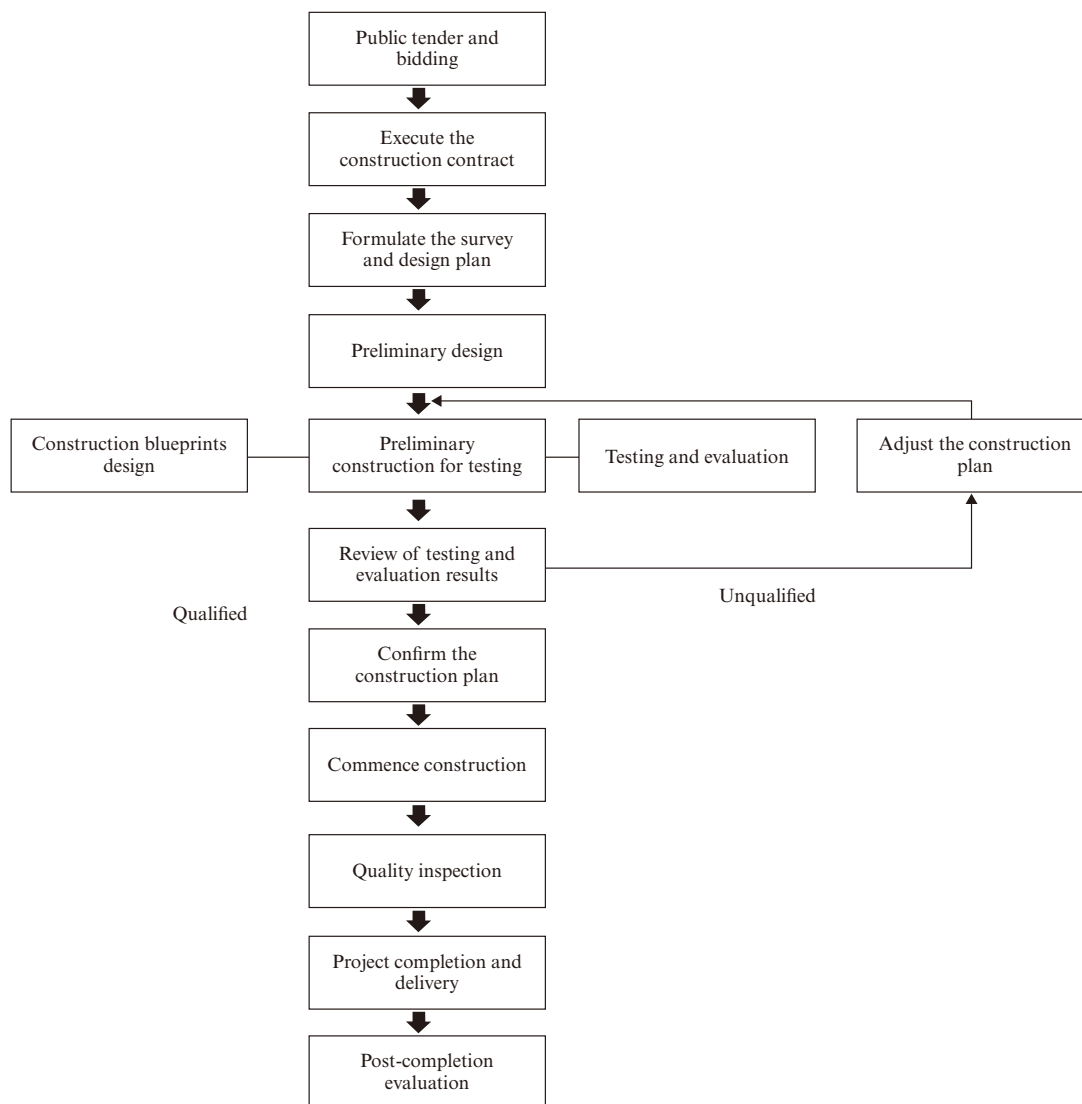 Public tender and
bidding
Execute the
construction contract
Formulate the survey
and design plan
Preliminary design
Construction blueprints
design
Preliminary
construction for testing
Testing and evaluation
Adjust the construction
plan
Review of testing and
evaluation results
Unqualified
Qualified
Confirm the
construction plan
Commence construction
Quality inspection
Project completion and
delivery
Post-completion
evaluation